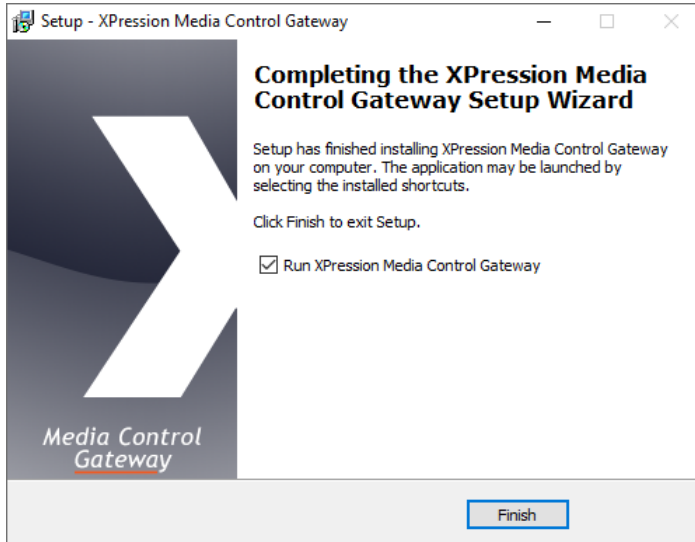 Setup - XPression Media Control Gateway
Completing the XPression Media
Control Gateway Setup Wizard
Setup has finished installing XPression Media Control Gateway
on your computer. The application may be launched by
selecting the installed shortcuts.
Click Finish to exit Setup.
Run XPression Media Control Gateway
Media Control
Gateway
Finish